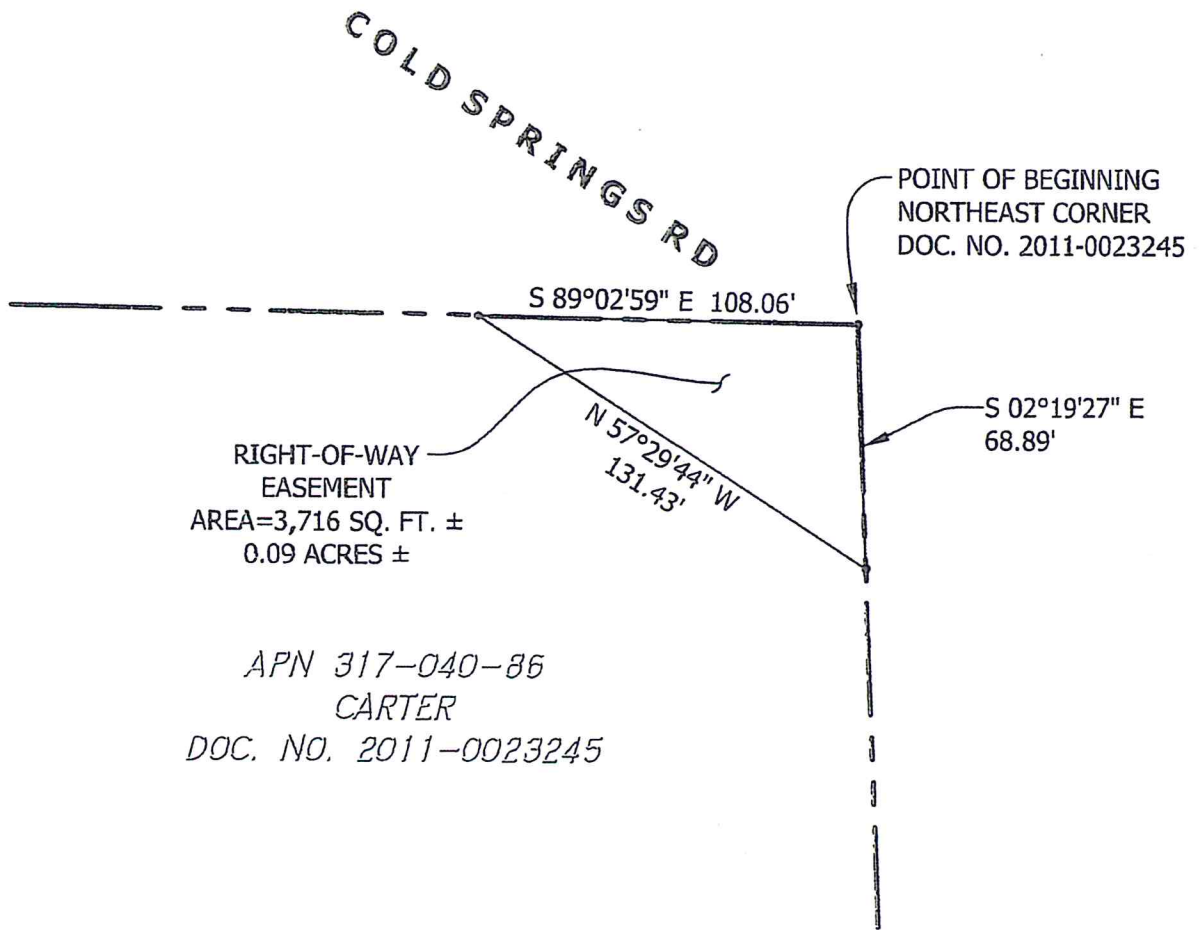 COLD SPRINGS RD
POINT OF BEGINNING
NORTHEAST CORNER
DOC. NO. 2011-0023245
S 89°02'59" E 108.06'
S 02°19'27" E
68.89'
N 57°29'44" W
131.43'
RIGHT-OF-WAY
EASEMENT
AREA=3,716 SQ. FT. ±
0.09 ACRES ±
APN 317-040-86
CARTER
DOC. NO. 2011-0023245